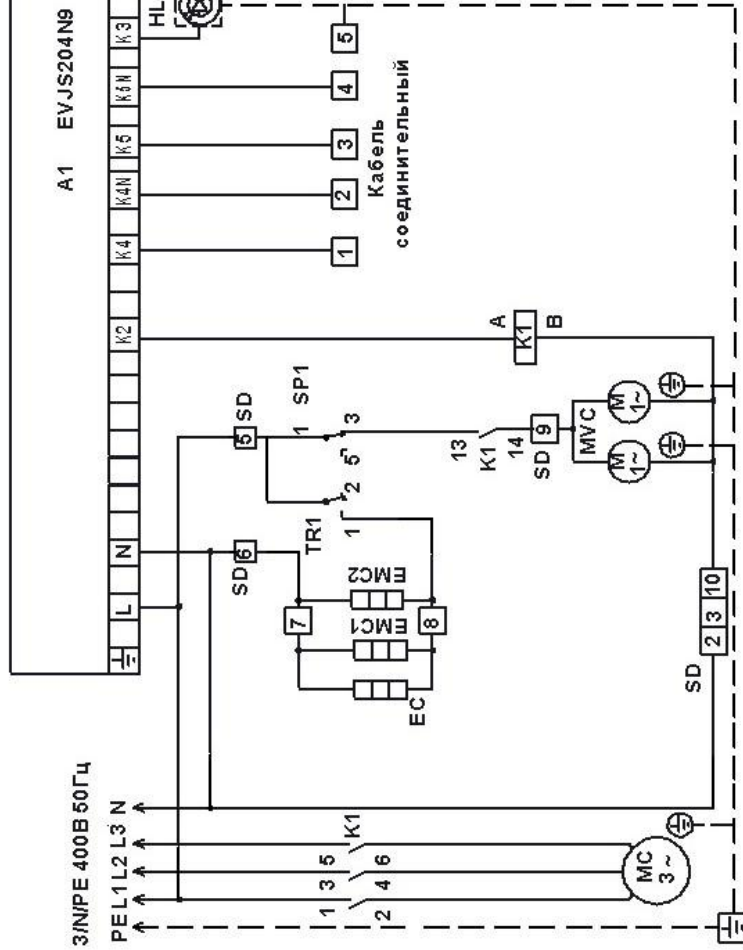 A1 EVJS204N9
L
N
K2
K4
K4N
K5
K5N
K3
HL
3/N/PE 400В 50Гц
PE L1 L2 L3 N
SD 6
5 SD
1 SP1
5 3
TR1
2
1
7
EMC2
EMC1
8
EC
13
K1
14
SD 9
MVC
M
1~
M
1~
A
K1
B
1
2
3
4
5
Кабель
соединительный
1 3 5 K1
2 4 6
MC
3 ~
SD
2 3 10